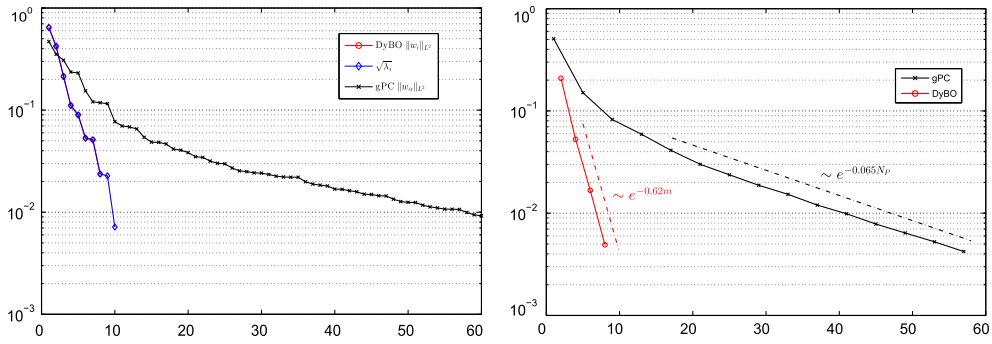 10^0
10^-1
10^-2
10^-3
0 10 20 30 40 50 60
DyBO ‖w_i‖_{L^2}
√λ_i
gPC ‖w_α‖_{L^2}
10^0
10^-1
10^-2
10^-3
0 10 20 30 40 50 60
gPC
DyBO
∼ e^{-0.065N_P}
∼ e^{-0.62m}